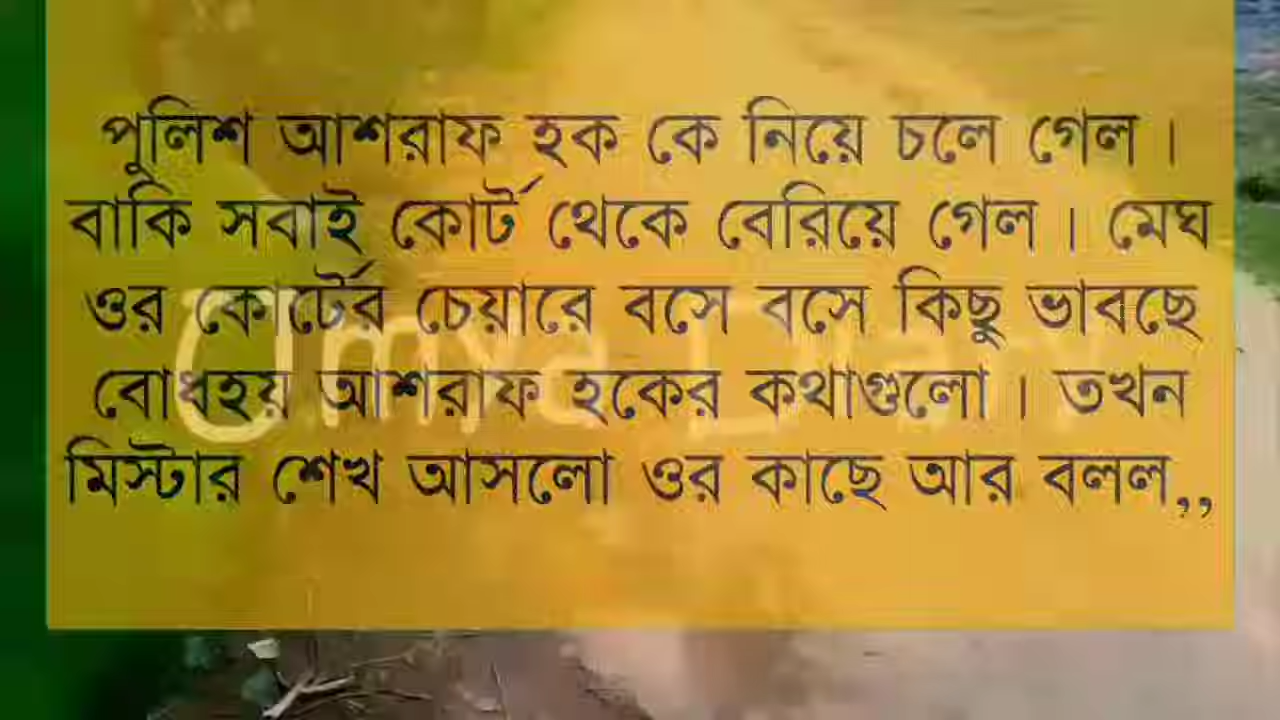 পুলিশ আশরাফ হক কে নিয়ে চলে গেল।
বাকি সবাই কোর্ট থেকে বেরিয়ে গেল। মেঘ
ওর কোর্টের চেয়ারে বসে বসে কিছু ভাবছে
বোধহয় আশরাফ হকের কথাগুলো। তখন
মিস্টার শেখ আসলো ওর কাছে আর বলল,,